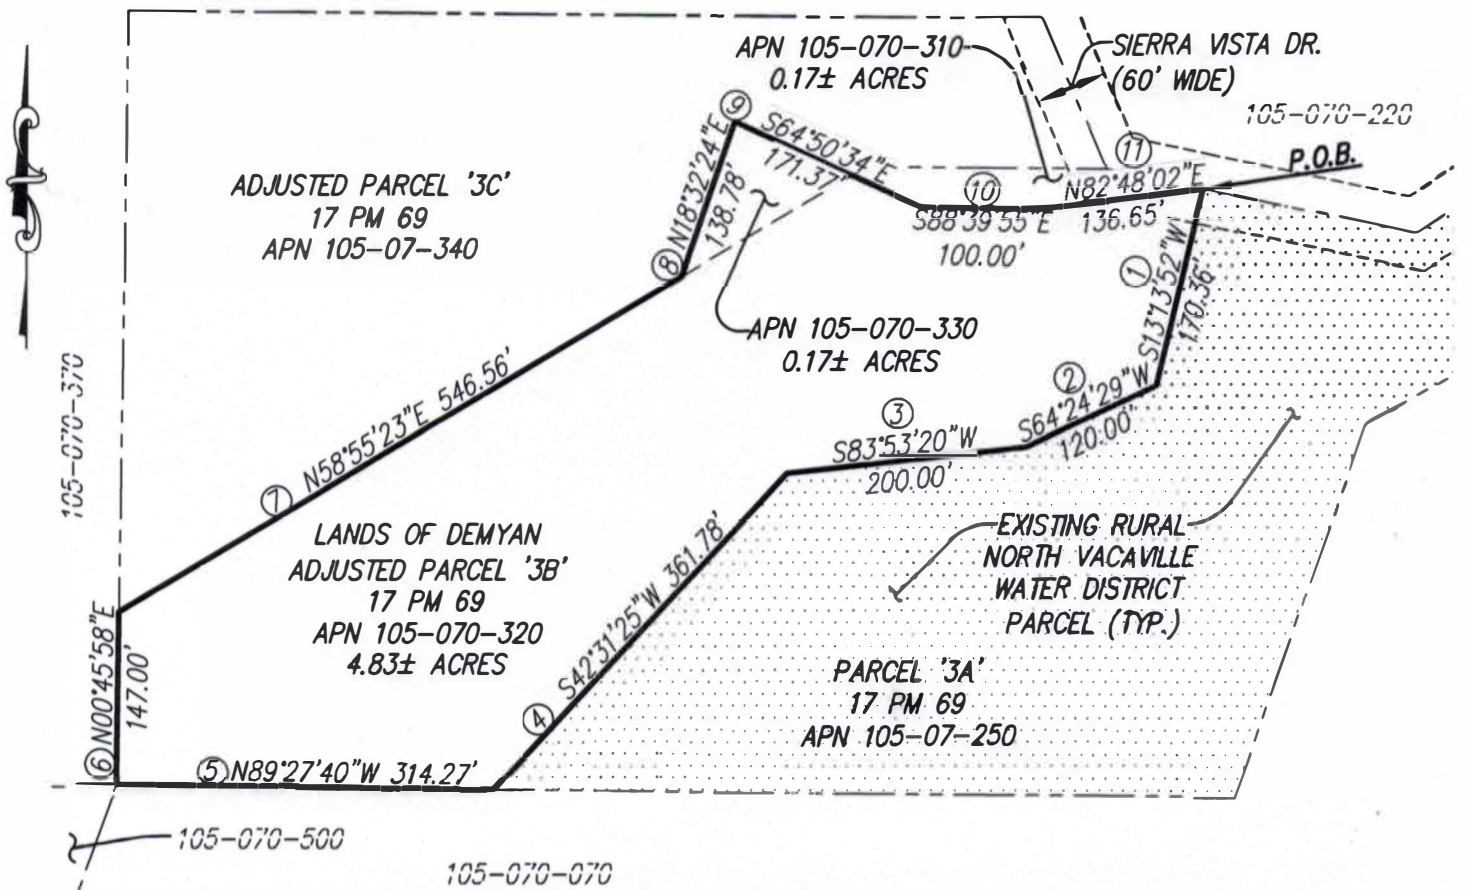 APN 105-070-310
0.17± ACRES
SIERRA VISTA DR.
(60' WIDE)
105-070-220
P.O.B.
ADJUSTED PARCEL '3C'
17 PM 69
APN 105-07-340
⑨
S64°50'34"E
171.37'
⑩
S88°39'55"E
100.00'
⑪
N82°48'02"E
136.65'
⑧
N18°32'24"E
138.78'
①
S13°13'52"W
170.36'
APN 105-070-330
0.17± ACRES
②
S64°24'29"W
120.00'
③
S83°53'20"W
200.00'
105-070-370
⑦ N58°55'23"E 546.56'
LANDS OF DEMYAN
ADJUSTED PARCEL '3B'
17 PM 69
APN 105-070-320
4.83± ACRES
④ S42°31'25"W 361.78'
EXISTING RURAL
NORTH VACAVILLE
WATER DISTRICT
PARCEL (TYP.)
PARCEL '3A'
17 PM 69
APN 105-07-250
⑥ N00°45'58"E
147.00'
⑤ N89°27'40"W 314.27'
105-070-500
105-070-070